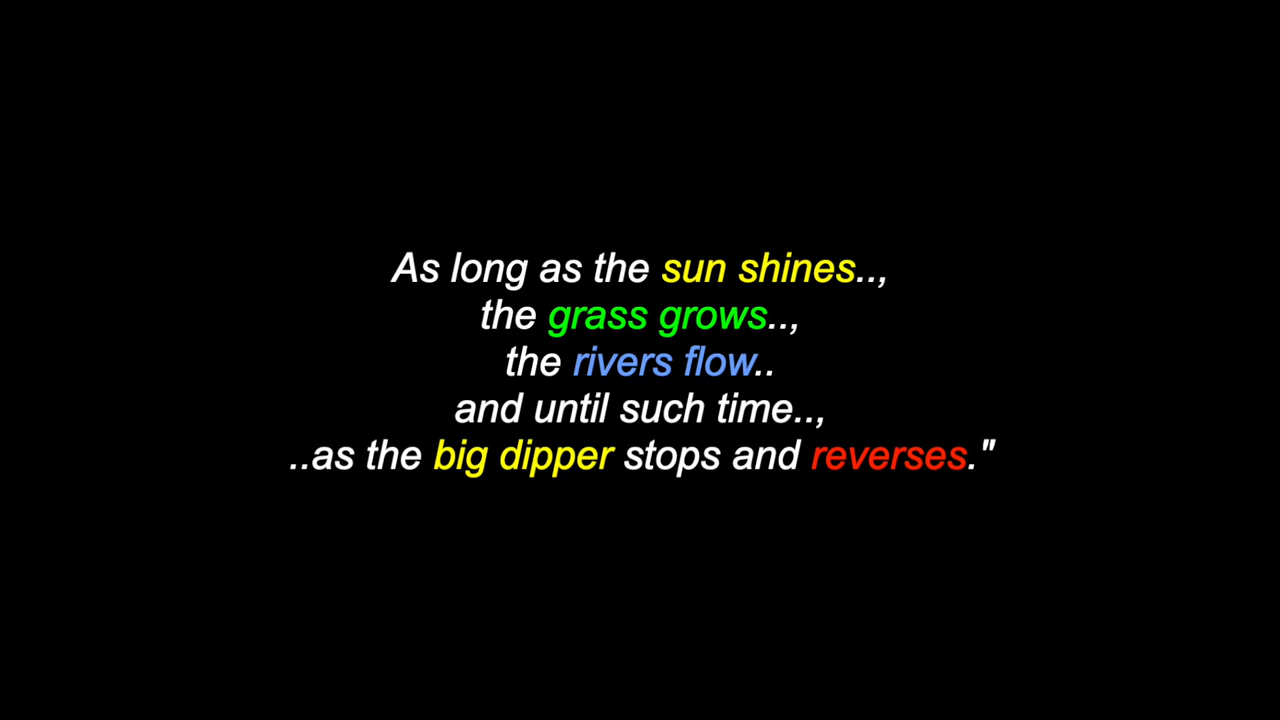 As long as the sun shines..,
the grass grows..,
the rivers flow..
and until such time..,
..as the big dipper stops and reverses."